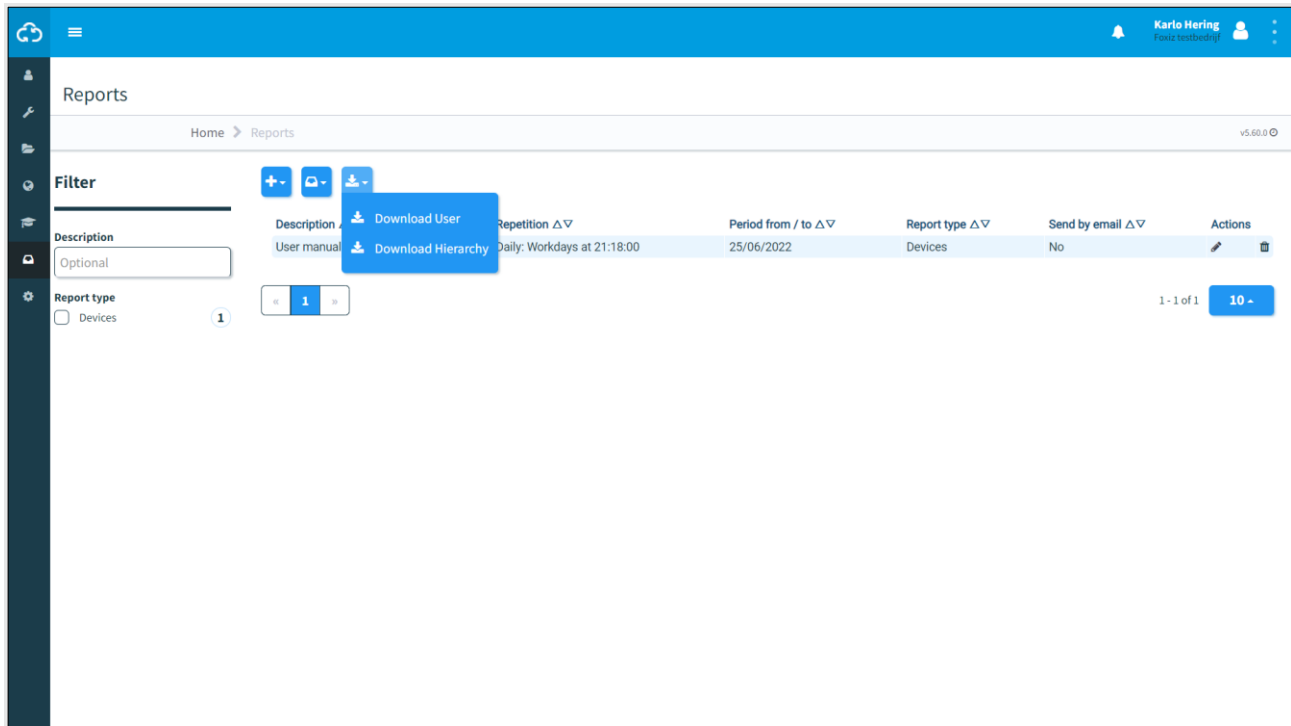 Karlo Hering
Foxiz testbedrijf
Reports
Home Reports
v5.60.0
Filter
Download User
Download Hierarchy
Description Repetition △▽ Period from / to △▽ Report type △▽ Send by email △▽ Actions
User manual Daily: Workdays at 21:18:00 25/06/2022 Devices No
Description
Optional
« 1 » 1 - 1 of 1 10
Report type
Devices 1